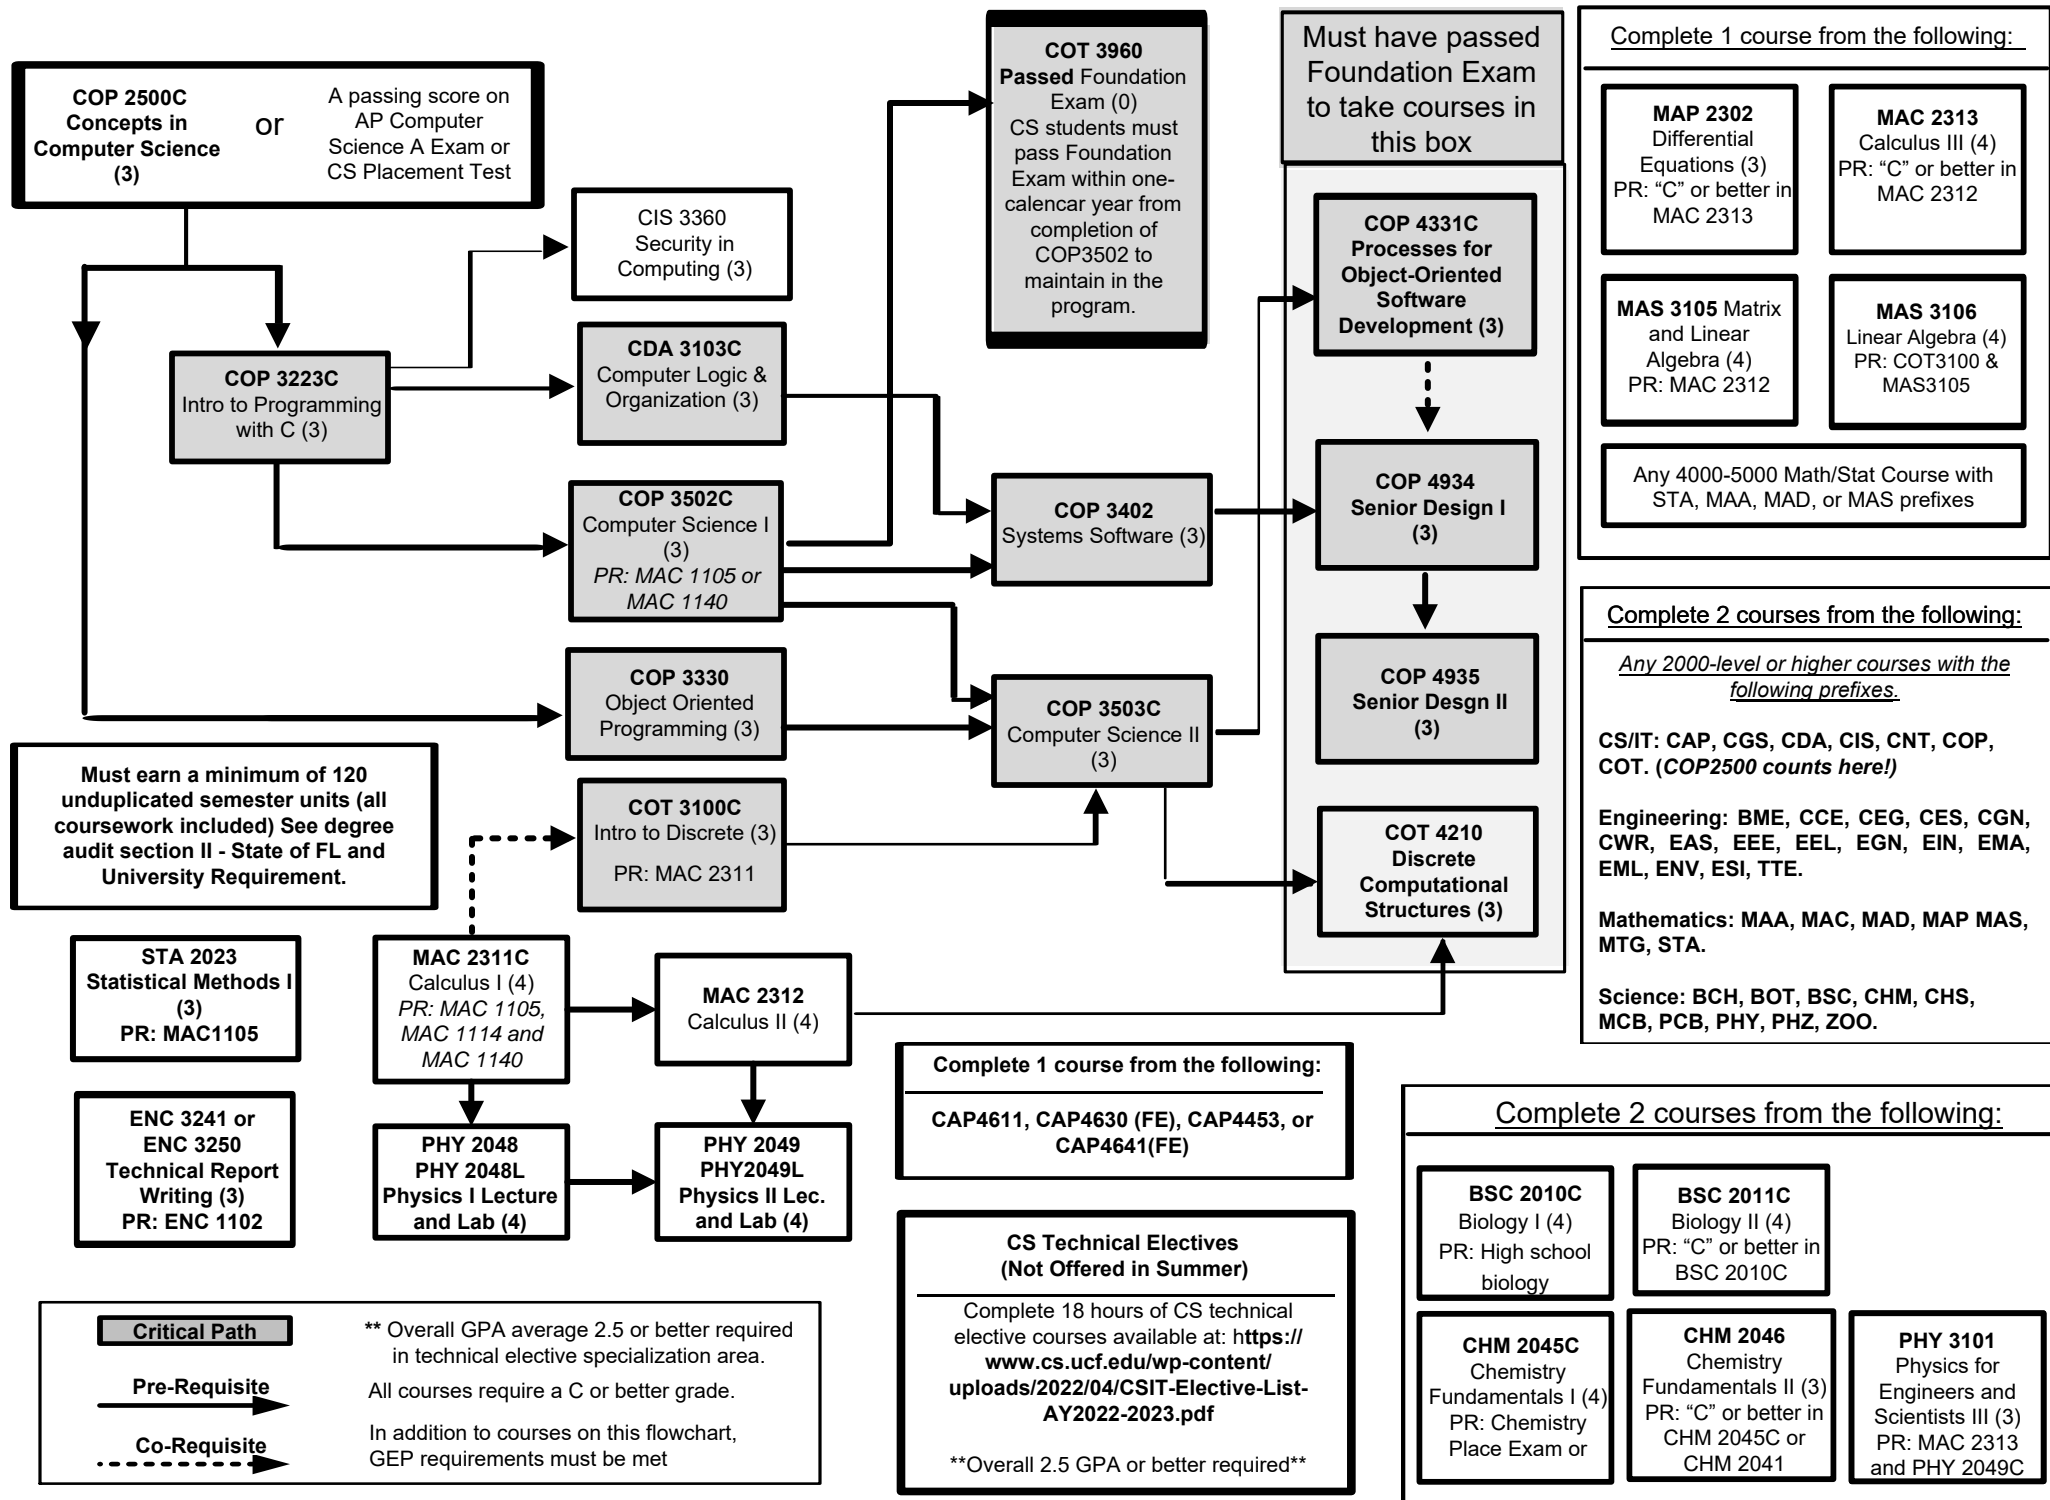 COP 2500C
Concepts in
Computer Science
(3)
or
A passing score on
AP Computer
Science A Exam or
CS Placement Test
CIS 3360
Security in
Computing (3)
COP 3223C
Intro to Programming
with C (3)
CDA 3103C
Computer Logic &
Organization (3)
COP 3502C
Computer Science I
(3)
PR: MAC 1105 or
MAC 1140
COP 3330
Object Oriented
Programming (3)
COT 3100C
Intro to Discrete (3)
PR: MAC 2311
COT 3960
Passed Foundation
Exam (0)
CS students must
pass Foundation
Exam within one-
calencar year from
completion of
COP3502 to
maintain in the
program.
COP 3402
Systems Software (3)
COP 3503C
Computer Science II
(3)
Must have passed
Foundation Exam
to take courses in
this box
COP 4331C
Processes for
Object-Oriented
Software
Development (3)
COP 4934
Senior Design I
(3)
COP 4935
Senior Desgn II
(3)
COT 4210
Discrete
Computational
Structures (3)
Complete 1 course from the following:
MAP 2302
Differential
Equations (3)
PR: “C” or better in
MAC 2313
MAC 2313
Calculus III (4)
PR: “C” or better in
MAC 2312
MAS 3105 Matrix
and Linear
Algebra (4)
PR: MAC 2312
MAS 3106
Linear Algebra (4)
PR: COT3100 &
MAS3105
Any 4000-5000 Math/Stat Course with
STA, MAA, MAD, or MAS prefixes
Complete 2 courses from the following:
Any 2000-level or higher courses with the
following prefixes.
CS/IT: CAP, CGS, CDA, CIS, CNT, COP,
COT. (COP2500 counts here!)
Engineering: BME, CCE, CEG, CES, CGN,
CWR, EAS, EEE, EEL, EGN, EIN, EMA,
EML, ENV, ESI, TTE.
Mathematics: MAA, MAC, MAD, MAP MAS,
MTG, STA.
Science: BCH, BOT, BSC, CHM, CHS,
MCB, PCB, PHY, PHZ, ZOO.
Must earn a minimum of 120
unduplicated semester units (all
coursework included) See degree
audit section II - State of FL and
University Requirement.
STA 2023
Statistical Methods I
(3)
PR: MAC1105
ENC 3241 or
ENC 3250
Technical Report
Writing (3)
PR: ENC 1102
MAC 2311C
Calculus I (4)
PR: MAC 1105,
MAC 1114 and
MAC 1140
MAC 2312
Calculus II (4)
PHY 2048
PHY 2048L
Physics I Lecture
and Lab (4)
PHY 2049
PHY2049L
Physics II Lec.
and Lab (4)
Complete 1 course from the following:
CAP4611, CAP4630 (FE), CAP4453, or
CAP4641(FE)
CS Technical Electives
(Not Offered in Summer)
Complete 18 hours of CS technical
elective courses available at: https://
www.cs.ucf.edu/wp-content/
uploads/2022/04/CSIT-Elective-List-
AY2022-2023.pdf
**Overall 2.5 GPA or better required**
Complete 2 courses from the following:
BSC 2010C
Biology I (4)
PR: High school
biology
BSC 2011C
Biology II (4)
PR: “C” or better in
BSC 2010C
CHM 2045C
Chemistry
Fundamentals I (4)
PR: Chemistry
Place Exam or
CHM 2046
Chemistry
Fundamentals II (3)
PR: “C” or better in
CHM 2045C or
CHM 2041
PHY 3101
Physics for
Engineers and
Scientists III (3)
PR: MAC 2313
and PHY 2049C
Critical Path
Pre-Requisite
Co-Requisite
** Overall GPA average 2.5 or better required
in technical elective specialization area.
All courses require a C or better grade.
In addition to courses on this flowchart,
GEP requirements must be met